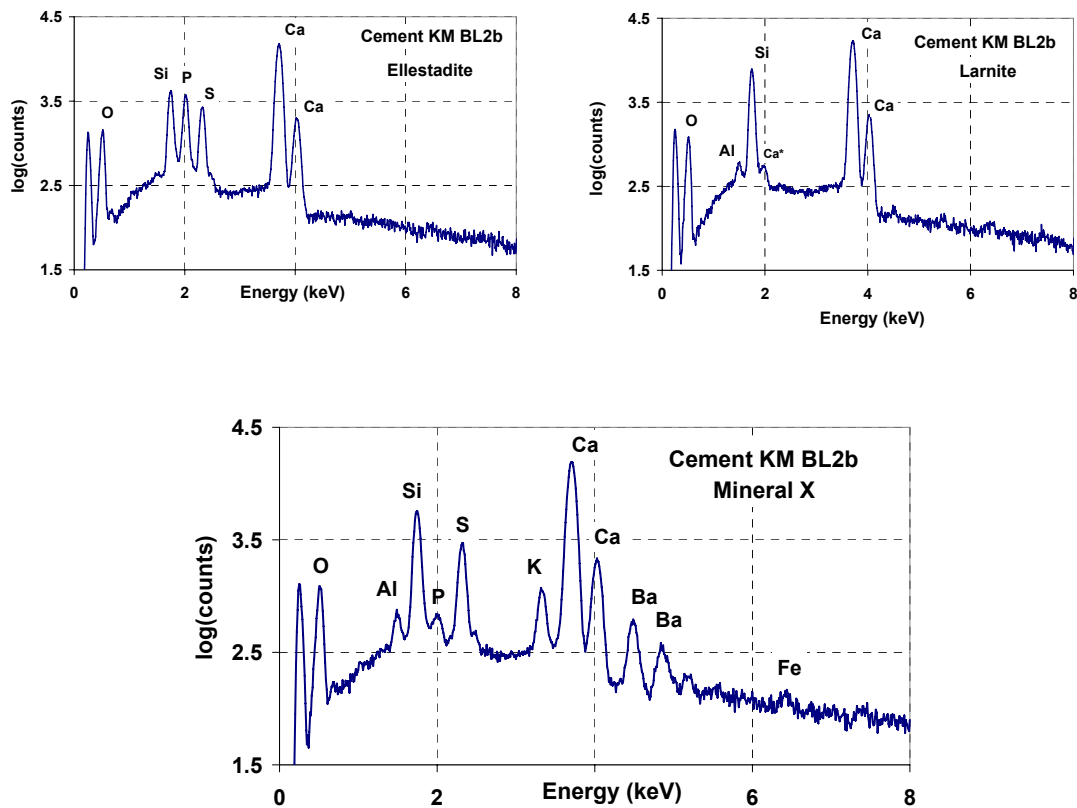 4.5
3.5
2.5
1.5
log(counts)
0
2
4
6
8
Energy (keV)
Cement KM BL2b
Ellestadite
O
Si
P
S
Ca
Ca
4.5
3.5
2.5
1.5
log(counts)
0
2
4
6
8
Energy (keV)
Cement KM BL2b
Larnite
O
Al
Si
Ca*
Ca
Ca
4.5
3.5
2.5
1.5
log(counts)
0
2
4
6
8
Energy (keV)
Cement KM BL2b
Mineral X
O
Al
Si
P
S
K
Ca
Ca
Ba
Ba
Fe